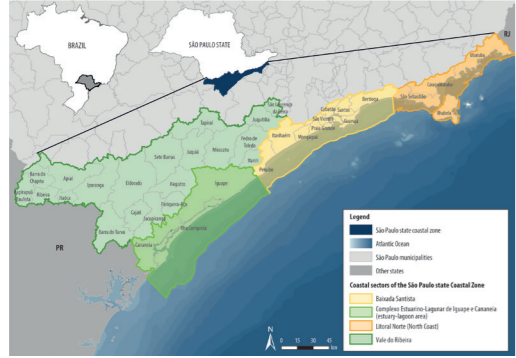 BRAZIL
SÃO PAULO STATE
RJ
Ubatuba
Caraguatatuba
São Sebastião
Ilhabela
Bertioga
Cubatão
Santos
São Vicente
Guarujá
Praia Grande
Mongaguá
Itanhaém
Peruíbe
São Lourenço
da Serra
Juquitiba
Tapiraí
Pedro de
Toledo
Miracatu
Juquiá
Itariri
Sete Barras
Barra do
Chapéu
Apiaí
Iporanga
Eldorado
Registro
Iguape
Itapirapuã
Paulista
Ribeira
Itaóca
Pariquera-Açu
Cajati
Jacupiranga
Barra do Turvo
Ilha Comprida
Cananéia
PR
N
0
15
30
45
km
Legend
São Paulo state coastal zone
Atlantic Ocean
São Paulo municipalities
Other states
Coastal sectors of the São Paulo state Coastal Zone
Baixada Santista
Complexo Estuarino-Lagunar de Iguape e Cananeia
(estuary-lagoon area)
Litoral Norte (North Coast)
Vale do Ribeira